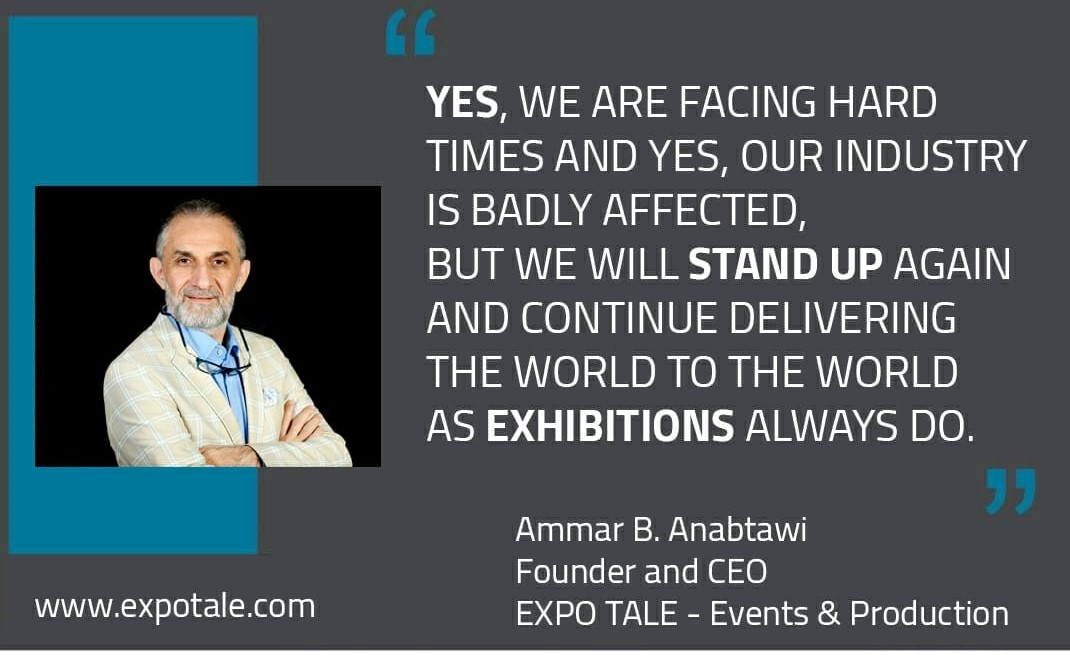 “
YES, WE ARE FACING HARD
TIMES AND YES, OUR INDUSTRY
IS BADLY AFFECTED,
BUT WE WILL STAND UP AGAIN
AND CONTINUE DELIVERING
THE WORLD TO THE WORLD
AS EXHIBITIONS ALWAYS DO.
”
Ammar B. Anabtawi
Founder and CEO
EXPO TALE - Events & Production
www.expotale.com